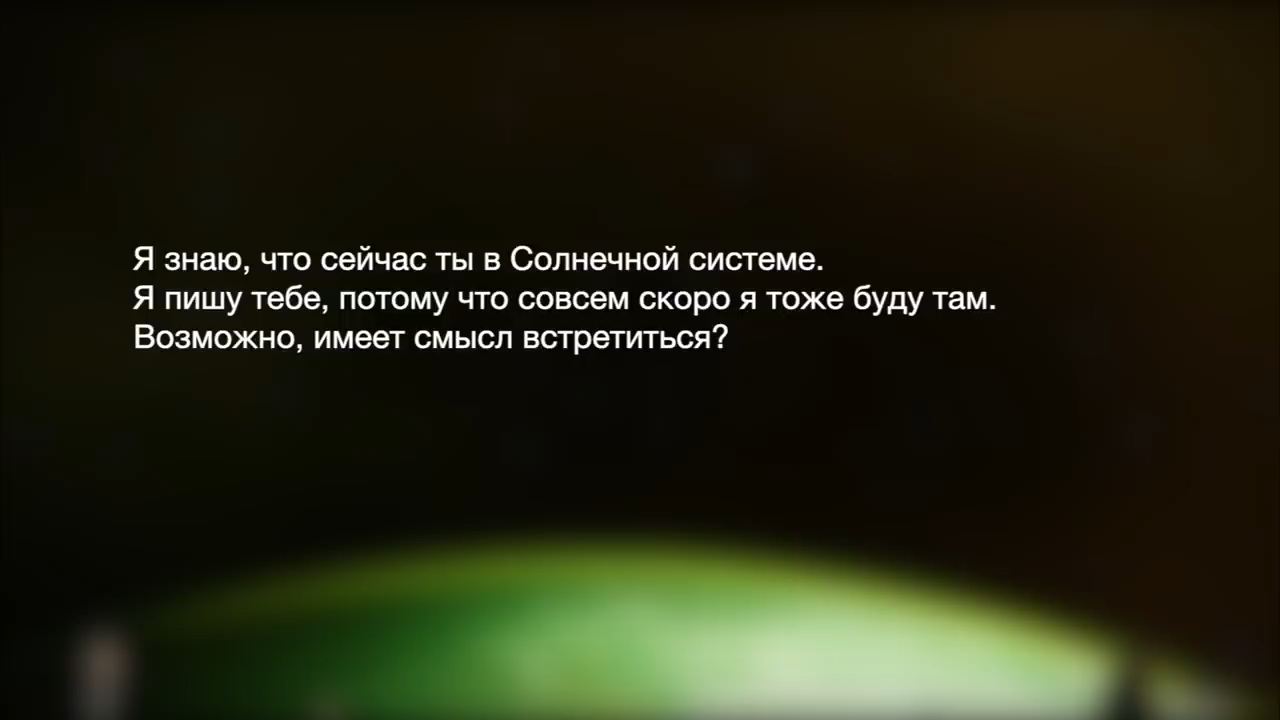 Я знаю, что сейчас ты в Солнечной системе.
Я пишу тебе, потому что совсем скоро я тоже буду там.
Возможно, имеет смысл встретиться?